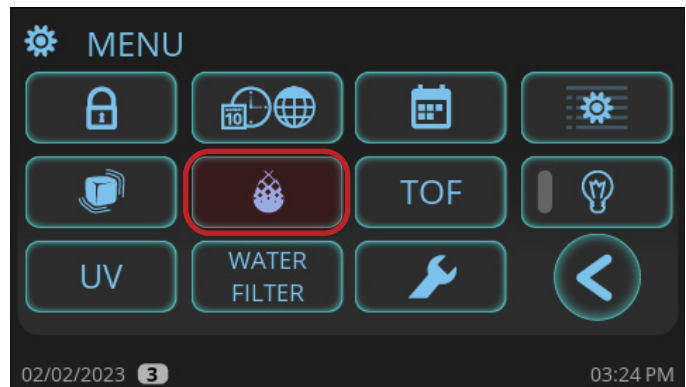 MENU
10
TOF
UV
WATER
FILTER
02/02/2023 3
03:24 PM